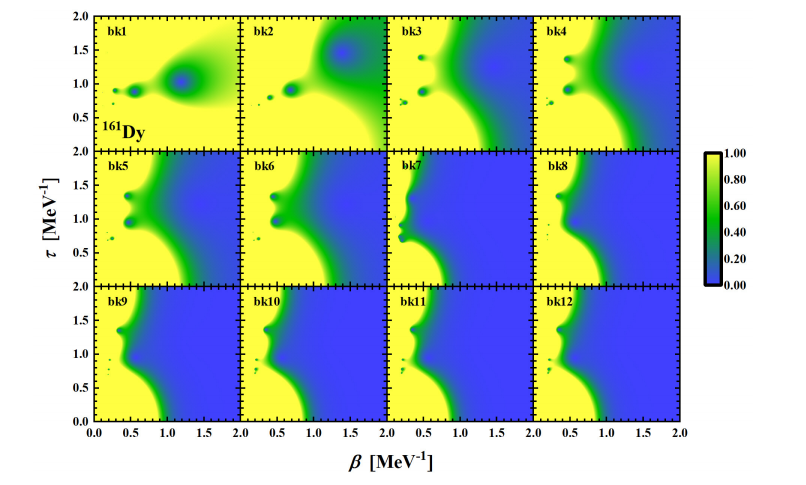 2.0 bk1 bk2 bk3 bk4
1.5
1.0
0.5 ¹⁶¹Dy
2.0 bk5 bk6 bk7 bk8
1.5
1.0
0.5
0.0
bk9 bk10 bk11 bk12
1.5
1.0
0.5
0.0
0.0 0.5 1.0 1.5 2.0 0.5 1.0 1.5 2.0 0.5 1.0 1.5 2.0 0.5 1.0 1.5 2.0
τ [MeV⁻¹]
β [MeV⁻¹]
1.00
0.80
0.60
0.40
0.20
0.00